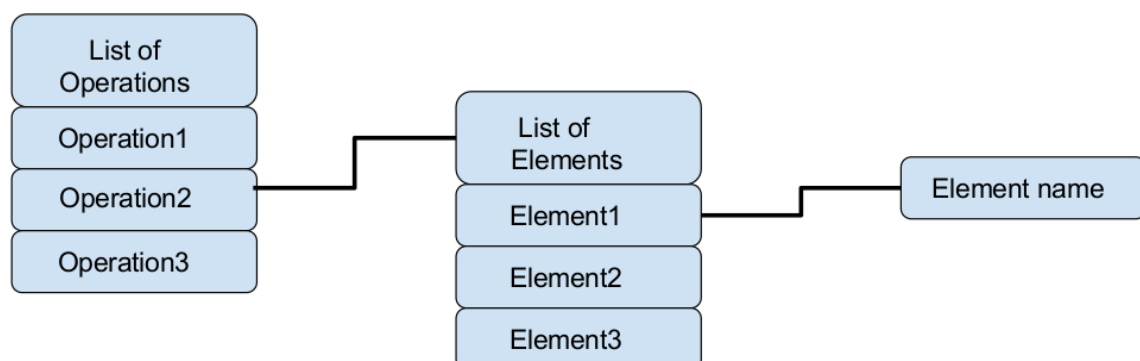 List of
Operations
Operation1
Operation2
Operation3
List of
Elements
Element1
Element2
Element3
Element name